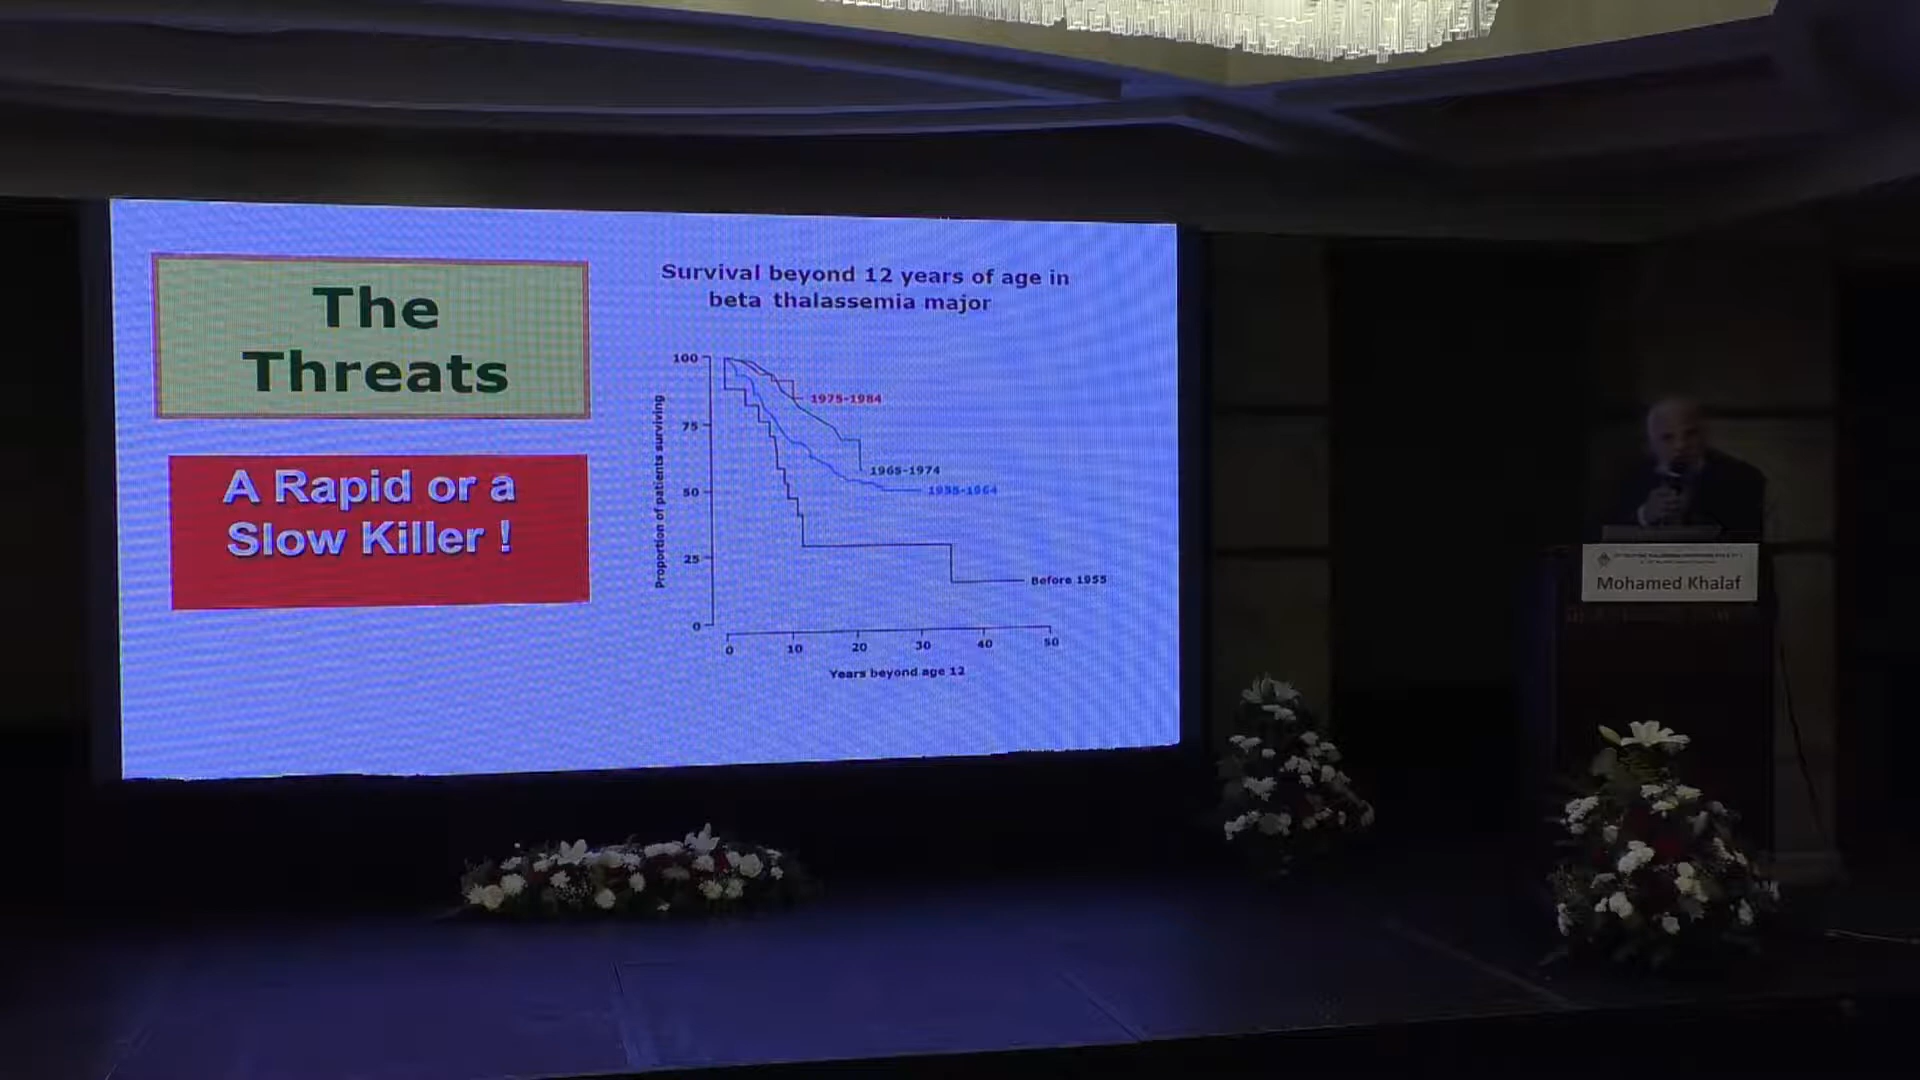 The
Threats
A Rapid or a
Slow Killer !
Survival beyond 12 years of age in
beta thalassemia major
Proportion of patients surviving
100
75
50
25
0
1975-1984
1965-1974
1955-1964
Before 1955
0 10 20 30 40 50
Years beyond age 12
Mohamed Khalaf